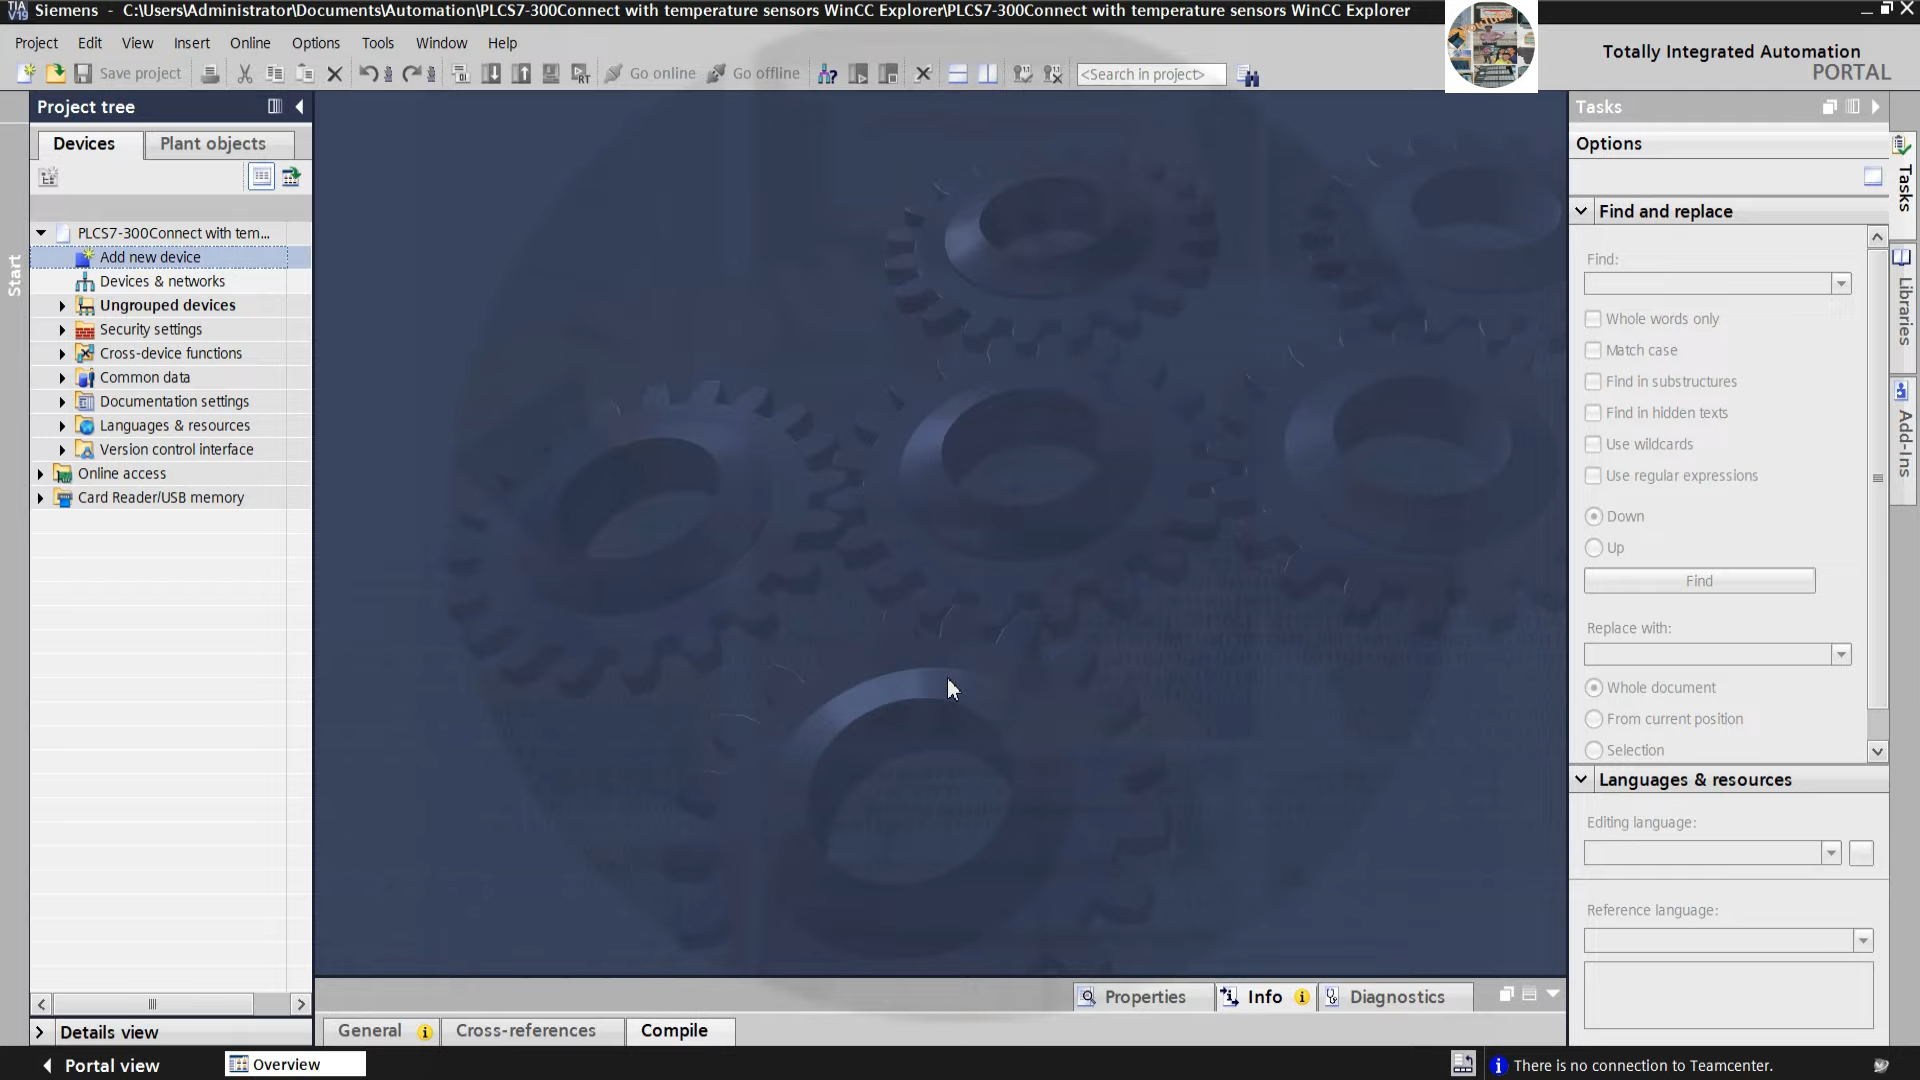 TIA
V19
Siemens - C:\Users\Administrator\Documents\Automation\PLCS7-300Connect with temperature sensors WinCC Explorer\PLCS7-300Connect with temperature sensors WinCC Explorer
Project Edit View Insert Online Options Tools Window Help
Save project
Go online
Go offline
<Search in project>
Totally Integrated Automation
PORTAL
Project tree
Devices
Plant objects
Start
PLCS7-300Connect with tem...
Add new device
Devices & networks
Ungrouped devices
Security settings
Cross-device functions
Common data
Documentation settings
Languages & resources
Version control interface
Online access
Card Reader/USB memory
Details view
Properties
Info
Diagnostics
General
Cross-references
Compile
Tasks
Options
Find and replace
Find:
Whole words only
Match case
Find in substructures
Find in hidden texts
Use wildcards
Use regular expressions
Down
Up
Find
Replace with:
Whole document
From current position
Selection
Languages & resources
Editing language:
Reference language:
Tasks
Libraries
Add-Ins
Portal view
Overview
There is no connection to Teamcenter.